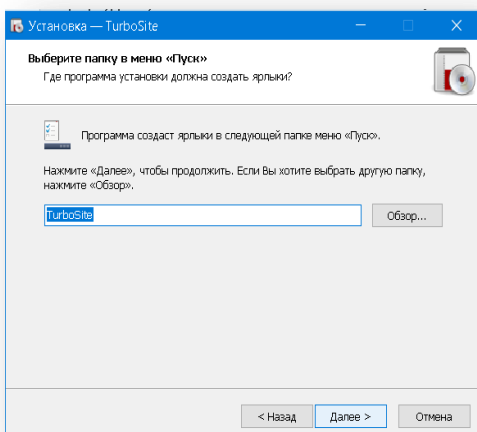 Установка — TurboSite
Выберите папку в меню «Пуск»
Где программа установки должна создать ярлыки?
Программа создаст ярлыки в следующей папке меню «Пуск».
Нажмите «Далее», чтобы продолжить. Если Вы хотите выбрать другую папку,
нажмите «Обзор».
TurboSite
Обзор...
< Назад
Далее >
Отмена